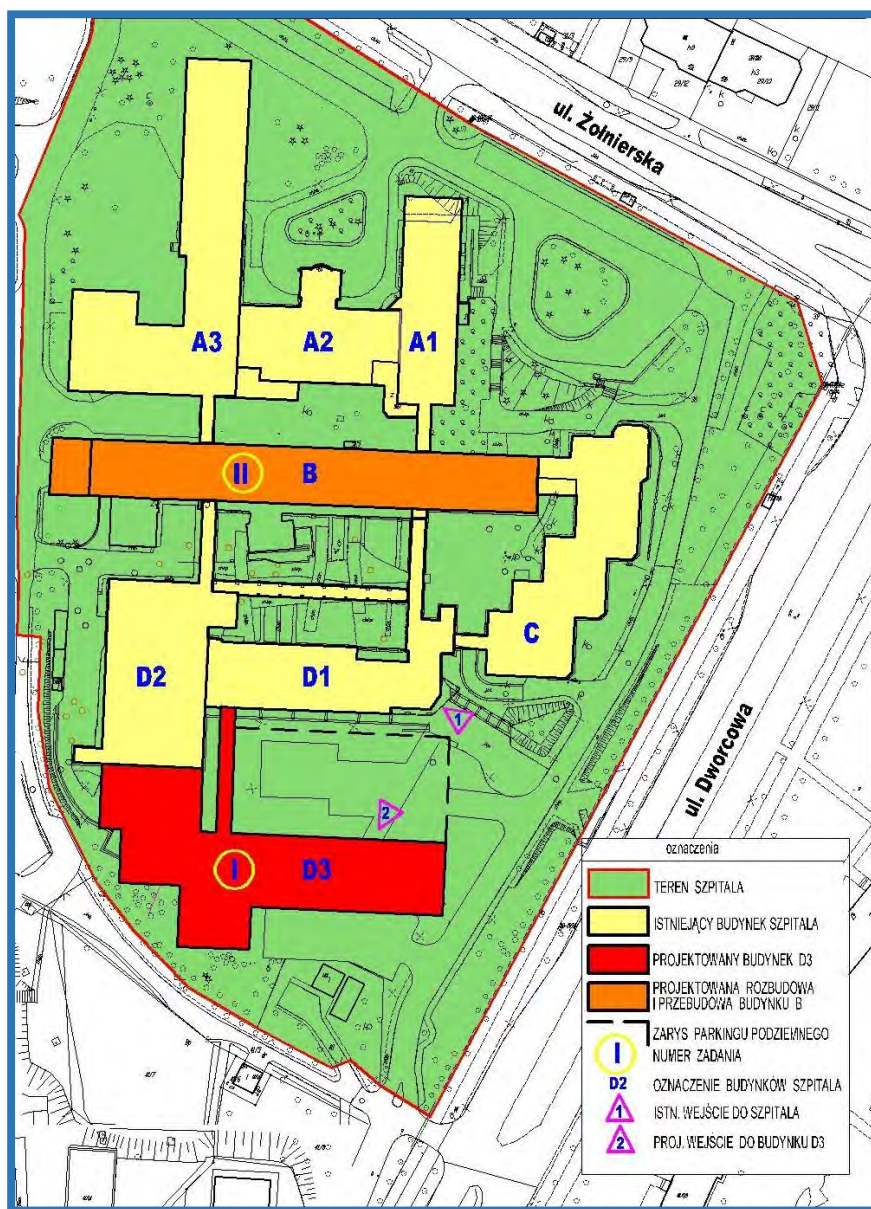 ul. Żołnierska
A3
A2
A1
II
B
C
D2
D1
1
2
ul. Dworcowa
I
D3
oznaczenia
TEREN SZPITALA
ISTNIEJĄCY BUDYNEK SZPITALA
PROJEKTOWANY BUDYNEK D3
PROJEKTOWANA ROZBUDOWA
I PRZEBUDOWA BUDYNKU B
ZARYS PARKINGU PODZIEMNEGO
I NUMER ZADANIA
D2 OZNACZENIE BUDYNKÓW SZPITALA
1 ISTN. WEJŚCIE DO SZPITALA
2 PROJ. WEJŚCIE DO BUDYNKU D3